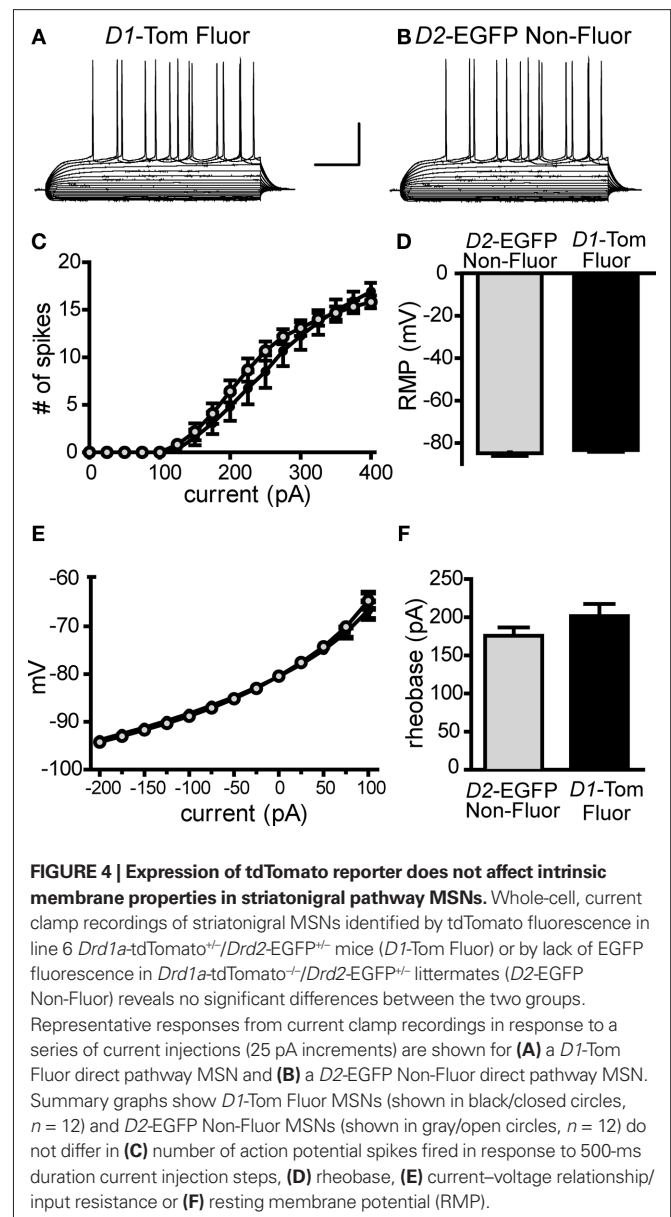 A D1-Tom Fluor
B D2-EGFP Non-Fluor
C
20
15
10
5
0
# of spikes
0 100 200 300 400
current (pA)
D
D2-EGFP Non-Fluor
D1-Tom Fluor
0
-20
-40
-60
-80
RMP (mV)
E
-60
-70
-80
-90
-100
mV
-200 -150 -100 -50 0 50 100
current (pA)
F
250
200
150
100
50
0
rheobase (pA)
D2-EGFP Non-Fluor
D1-Tom Fluor
FIGURE 4 | Expression of tdTomato reporter does not affect intrinsic
membrane properties in striatonigral pathway MSNs. Whole-cell, current
clamp recordings of striatonigral MSNs identified by tdTomato fluorescence in
line 6 Drd1a-tdTomato+/–/Drd2-EGFP+/– mice (D1-Tom Fluor) or by lack of EGFP
fluorescence in Drd1a-tdTomato–/–/Drd2-EGFP+/– littermates (D2-EGFP
Non-Fluor) reveals no significant differences between the two groups.
Representative responses from current clamp recordings in response to a
series of current injections (25 pA increments) are shown for (A) a D1-Tom
Fluor direct pathway MSN and (B) a D2-EGFP Non-Fluor direct pathway MSN.
Summary graphs show D1-Tom Fluor MSNs (shown in black/closed circles,
n = 12) and D2-EGFP Non-Fluor MSNs (shown in gray/open circles, n = 12) do
not differ in (C) number of action potential spikes fired in response to 500-ms
duration current injection steps, (D) rheobase, (E) current–voltage relationship/
input resistance or (F) resting membrane potential (RMP).